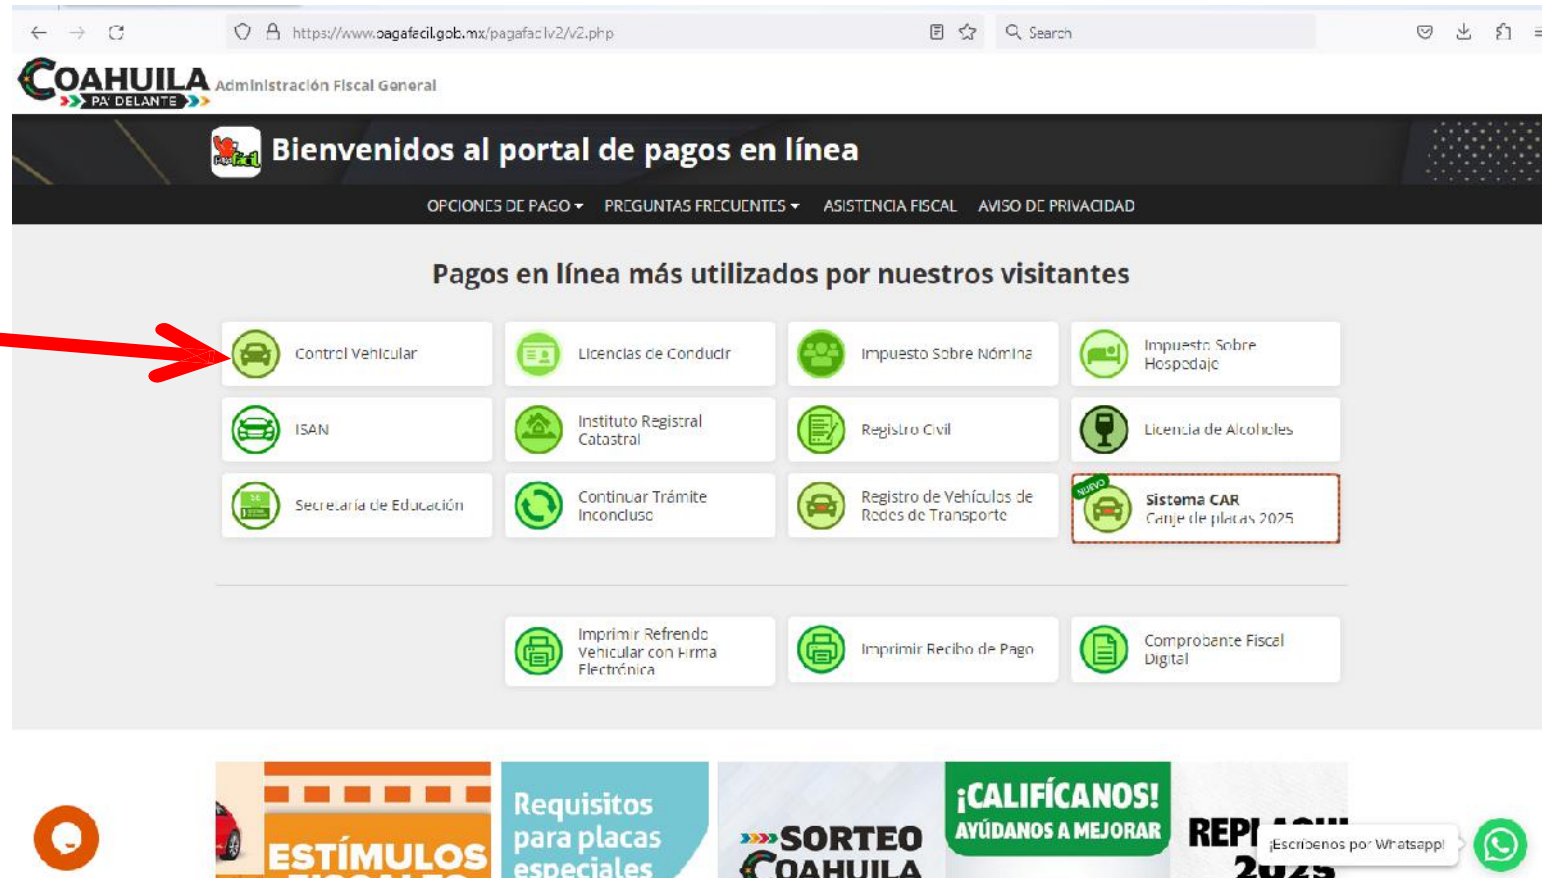 https://www.pagafacil.gob.mx/pagafacilv2/v2.php
Search
COAHUILA
PA' DELANTE
Administración Fiscal General
Bienvenidos al portal de pagos en línea
OPCIONES DE PAGO PREGUNTAS FRECUENTES ASISTENCIA FISCAL AVISO DE PRIVACIDAD
Pagos en línea más utilizados por nuestros visitantes
Control Vehicular
Licencias de Conducir
Impuesto Sobre Nómina
Impuesto Sobre
Hospedaje
ISAN
Instituto Registral
Catastral
Registro Civil
Licencia de Alcoholes
Secretaría de Educación
Continuar Trámite
Inconcluso
Registro de Vehículos de
Redes de Transporte
NUEVO
Sistema CAR
Canje de placas 2025
Imprimir Refrendo
Vehicular con Firma
Electrónica
Imprimir Recibo de Pago
Comprobante Fiscal
Digital
ESTÍMULOS
Requisitos
para placas
especiales
SORTEO
COAHUILA
¡CALIFÍCANOS!
AYÚDANOS A MEJORAR
2025
¡Escríbenos por Whatsapp!